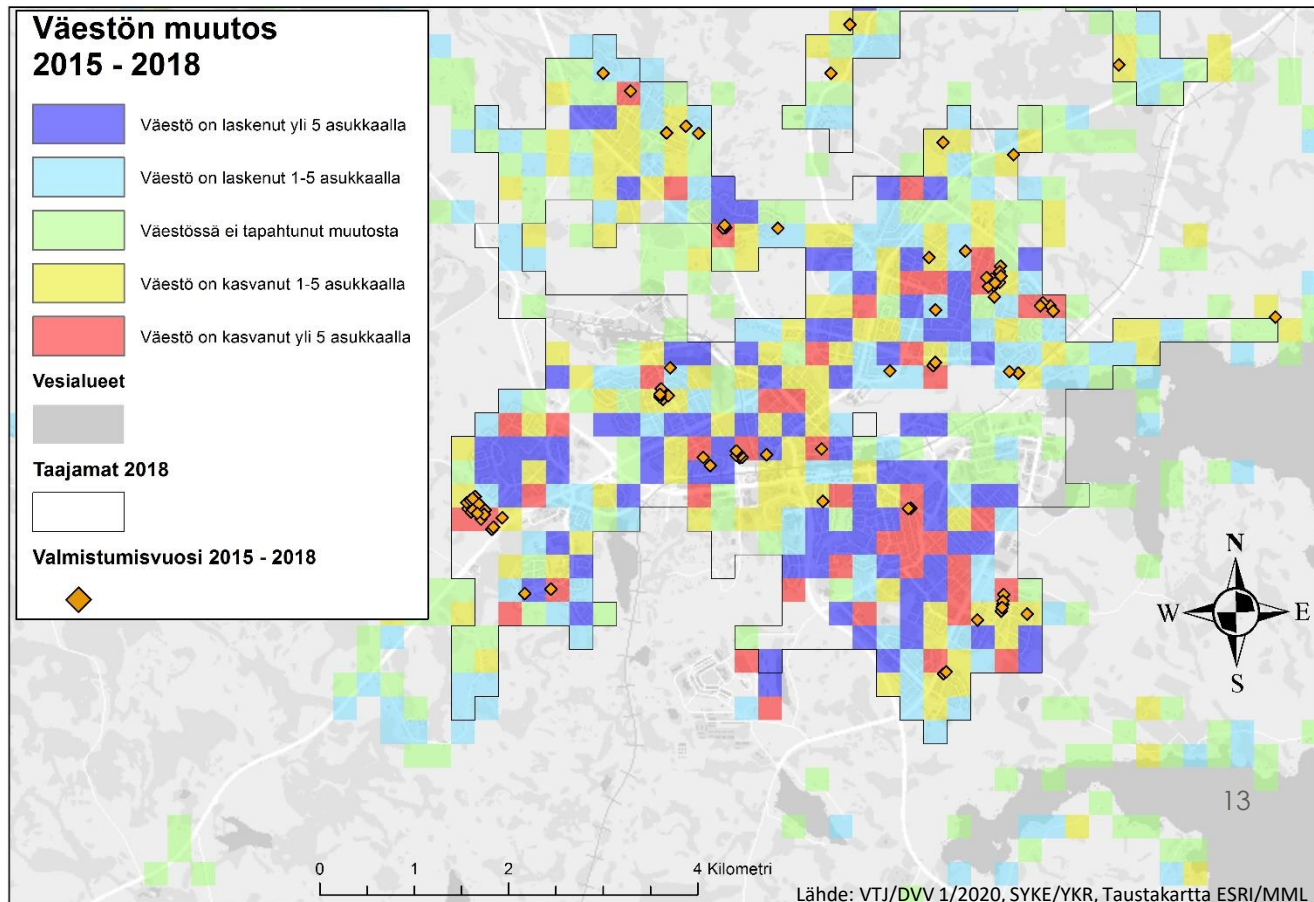 Väestön muutos
2015 - 2018
Väestö on laskenut yli 5 asukkaalla
Väestö on laskenut 1-5 asukkaalla
Väestössä ei tapahtunut muutosta
Väestö on kasvanut 1-5 asukkaalla
Väestö on kasvanut yli 5 asukkaalla
Vesialueet
Taajamat 2018
Valmistumisvuosi 2015 - 2018
N
W
E
S
13
0
2
4 Kilometri
Lähde: VTJ/DVV 1/2020, SYKE/YKR, Taustakartta ESRI/MML